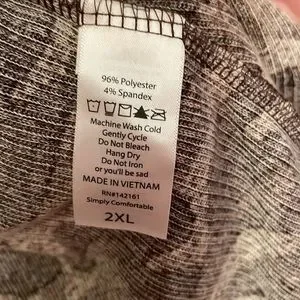 96% Polyester
4% Spandex
Machine Wash Cold
Gently Cycle
Do Not Bleach
Hang Dry
Do Not Iron
or you'll be sad
MADE IN VIETNAM
RN#142161
Simply Comfortable
2XL